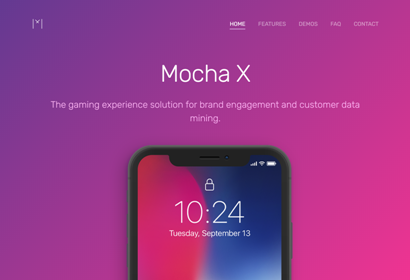 HOME FEATURES DEMOS FAQ CONTACT
Mocha X
The gaming experience solution for brand engagement and customer data
mining.
10:24
Tuesday, September 13